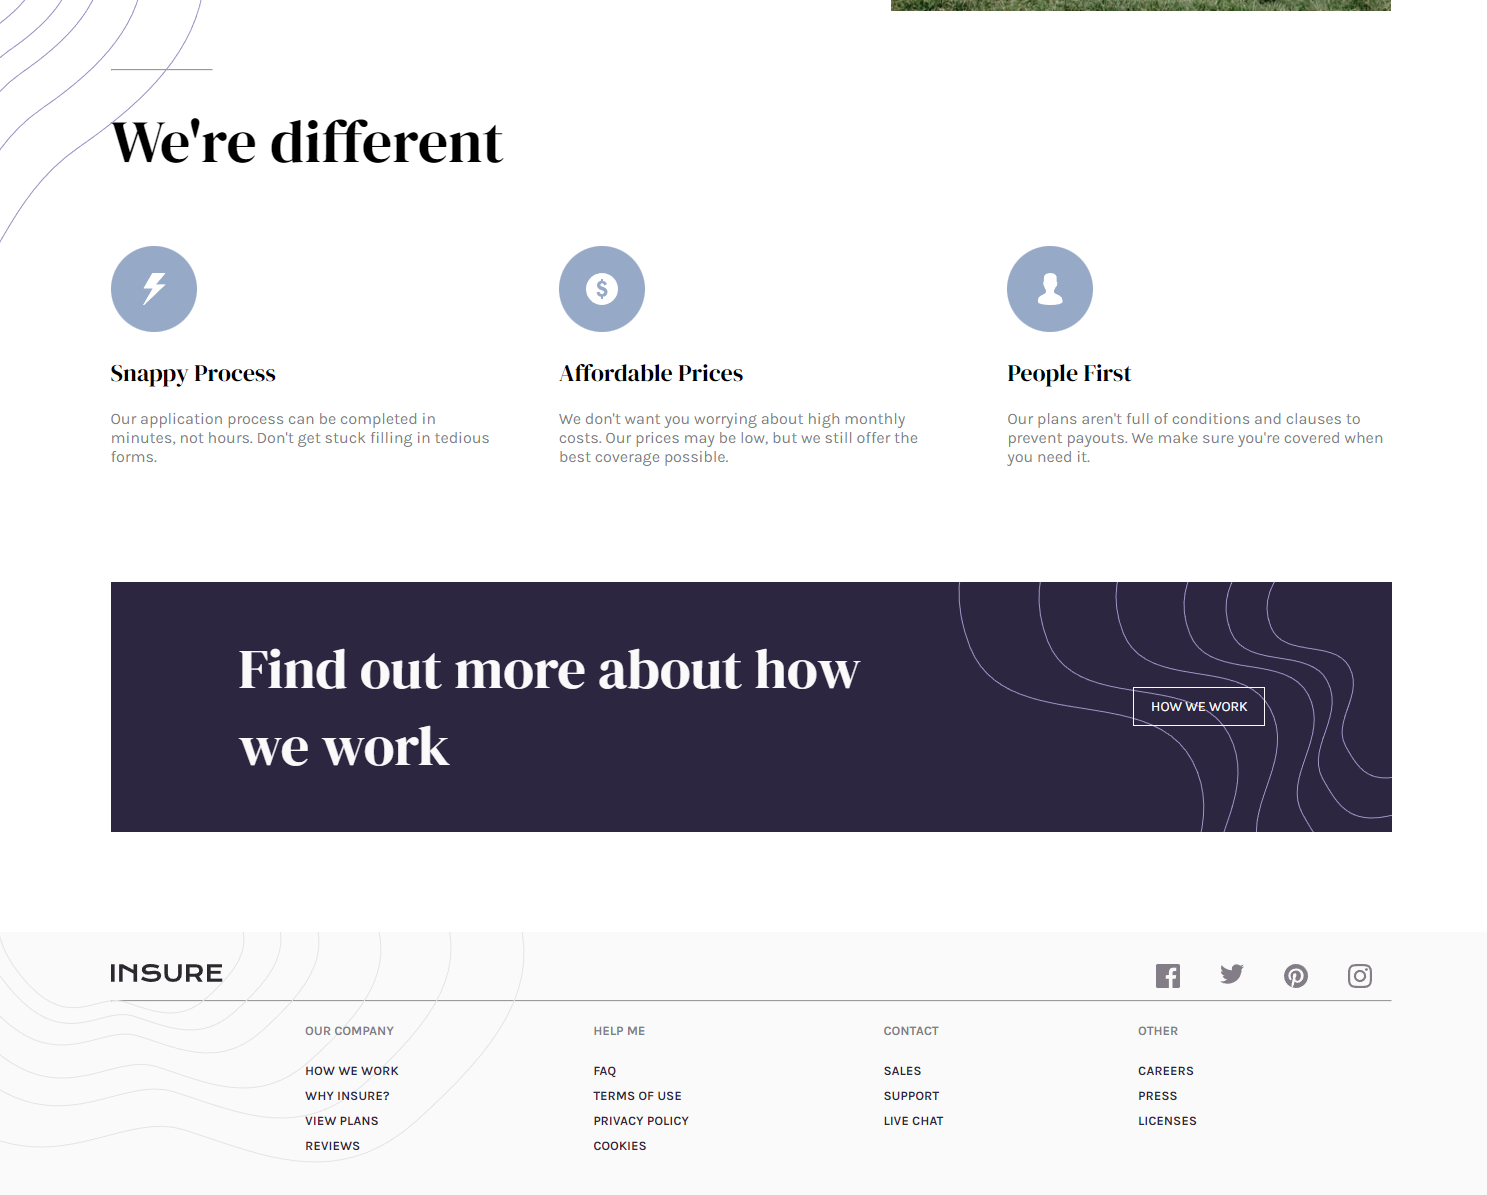 We're different
Snappy Process
Our application process can be completed in
minutes, not hours. Don't get stuck filling in tedious
forms.
Affordable Prices
We don't want you worrying about high monthly
costs. Our prices may be low, but we still offer the
best coverage possible.
People First
Our plans aren't full of conditions and clauses to
prevent payouts. We make sure you're covered when
you need it.
Find out more about how
we work
HOW WE WORK
INSURE
OUR COMPANY
HOW WE WORK
WHY INSURE?
VIEW PLANS
REVIEWS
HELP ME
FAQ
TERMS OF USE
PRIVACY POLICY
COOKIES
CONTACT
SALES
SUPPORT
LIVE CHAT
OTHER
CAREERS
PRESS
LICENSES